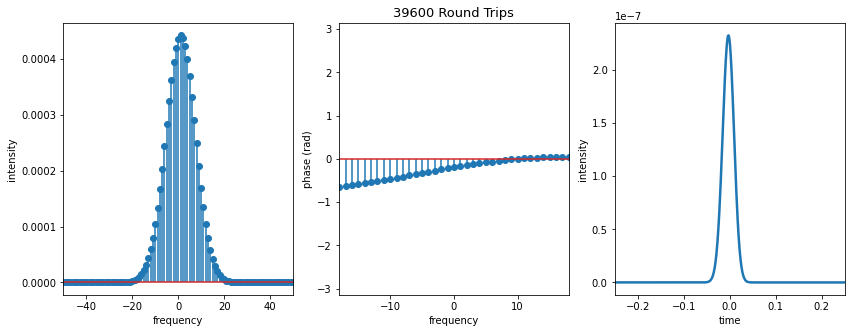 39600 Round Trips
1e−7
intensity
0.0004
0.0003
0.0002
0.0001
0.0000
−40 −20 0 20 40
frequency
phase (rad)
3
2
1
0
−1
−2
−3
−10 0 10
frequency
intensity
2.0
1.5
1.0
0.5
0.0
−0.2 −0.1 0.0 0.1 0.2
time